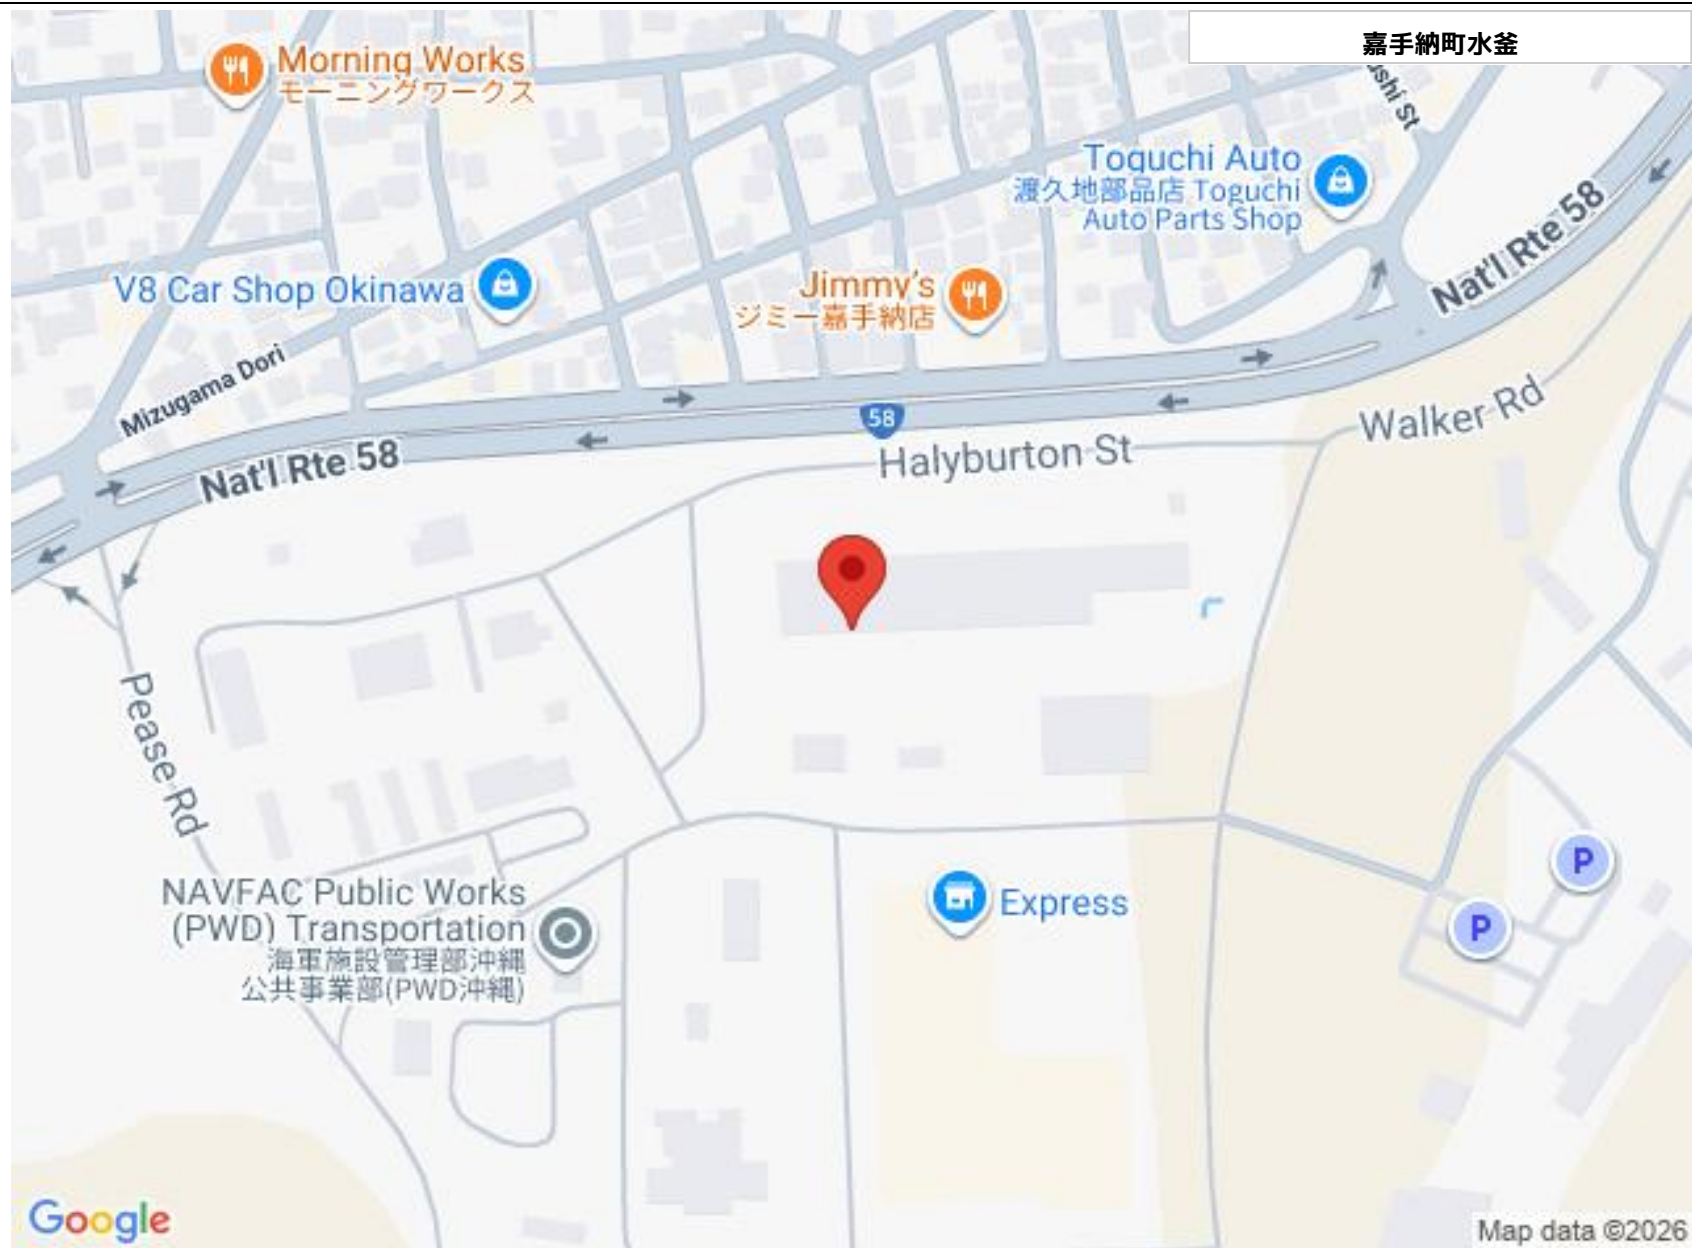 嘉手納町水釜
Morning Works
モーニングワークス
ushi St
Toguchi Auto
渡久地部品店 Toguchi
Auto Parts Shop
Nat'l Rte 58
V8 Car Shop Okinawa
Jimmy's
ジミー嘉手納店
Mizugama Dori
58
Walker Rd
Nat'l Rte 58
Halyburton St
Pease Rd
P
NAVFAC Public Works
(PWD) Transportation
海軍施設管理部沖縄
公共事業部(PWD沖縄)
Express
P
Google
Map data ©2026